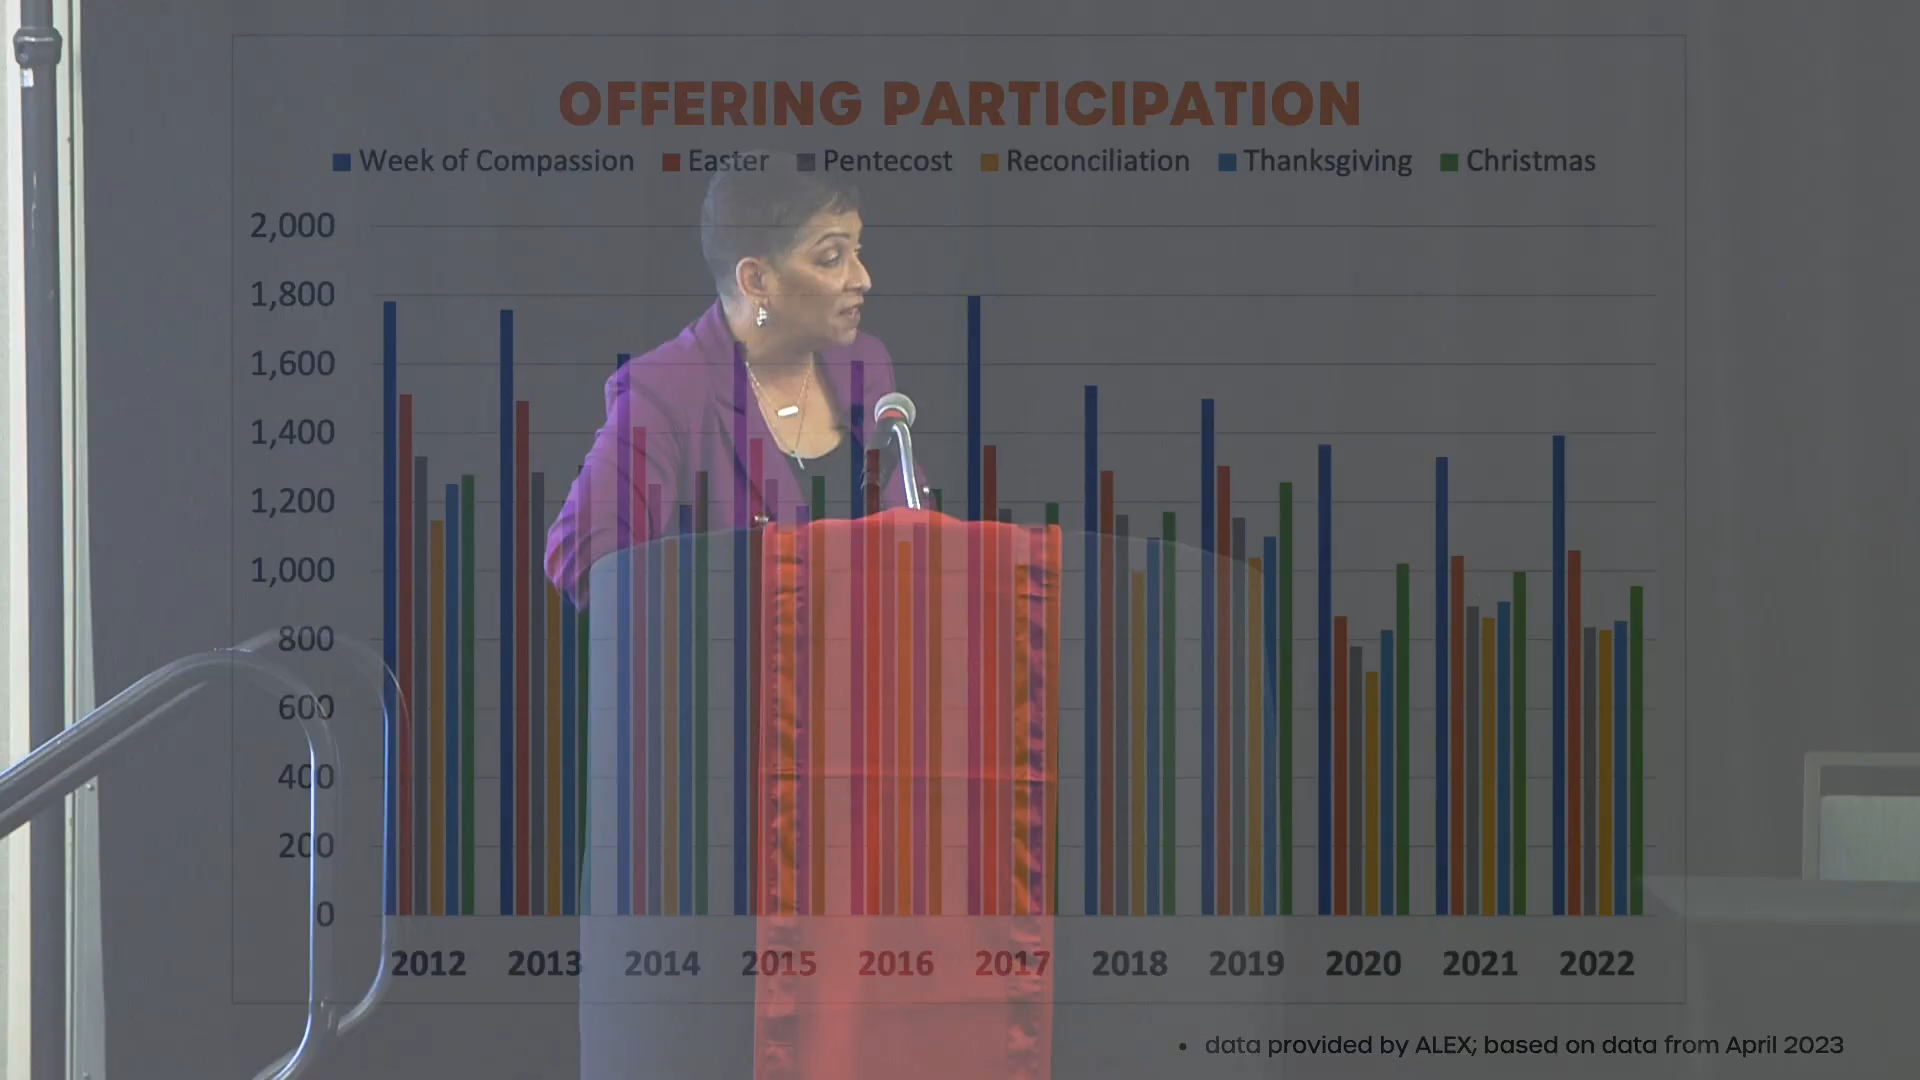 OFFERING PARTICIPATION
Week of Compassion Easter Pentecost Reconciliation Thanksgiving Christmas
2,000
1,800
1,600
1,400
1,200
1,000
800
600
400
200
0
2012 2013 2014 2015 2016 2017 2018 2019 2020 2021 2022
• data provided by ALEX; based on data from April 2023